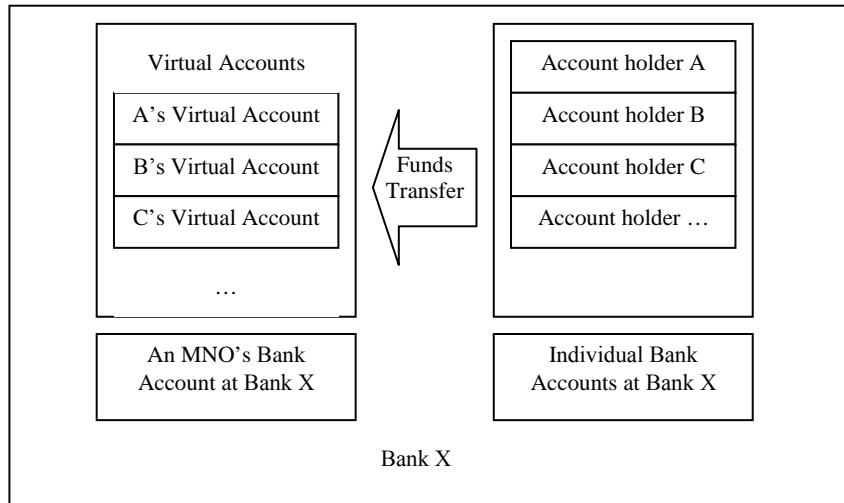 Virtual Accounts
A’s Virtual Account
B’s Virtual Account
C’s Virtual Account
…
An MNO’s Bank
Account at Bank X
Funds
Transfer
Account holder A
Account holder B
Account holder C
Account holder …
Individual Bank
Accounts at Bank X
Bank X